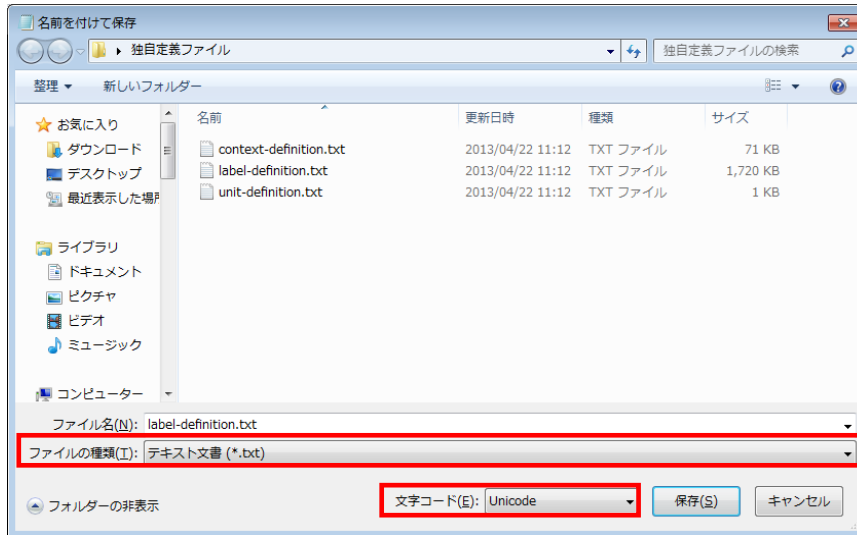 名前を付けて保存
独自定義ファイル
独自定義ファイルの検索
整理
新しいフォルダー
名前 更新日時 種類 サイズ
お気に入り
ダウンロード
デスクトップ
最近表示した場所
context-definition.txt 2013/04/22 11:12 TXT ファイル 71 KB
label-definition.txt 2013/04/22 11:12 TXT ファイル 1,720 KB
unit-definition.txt 2013/04/22 11:12 TXT ファイル 1 KB
ライブラリ
ドキュメント
ピクチャ
ビデオ
ミュージック
コンピューター
ファイル名(N): label-definition.txt
ファイルの種類(T): テキスト文書 (*.txt)
フォルダーの非表示
文字コード(E): Unicode
保存(S)
キャンセル